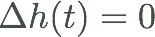 Δh(t) = 0